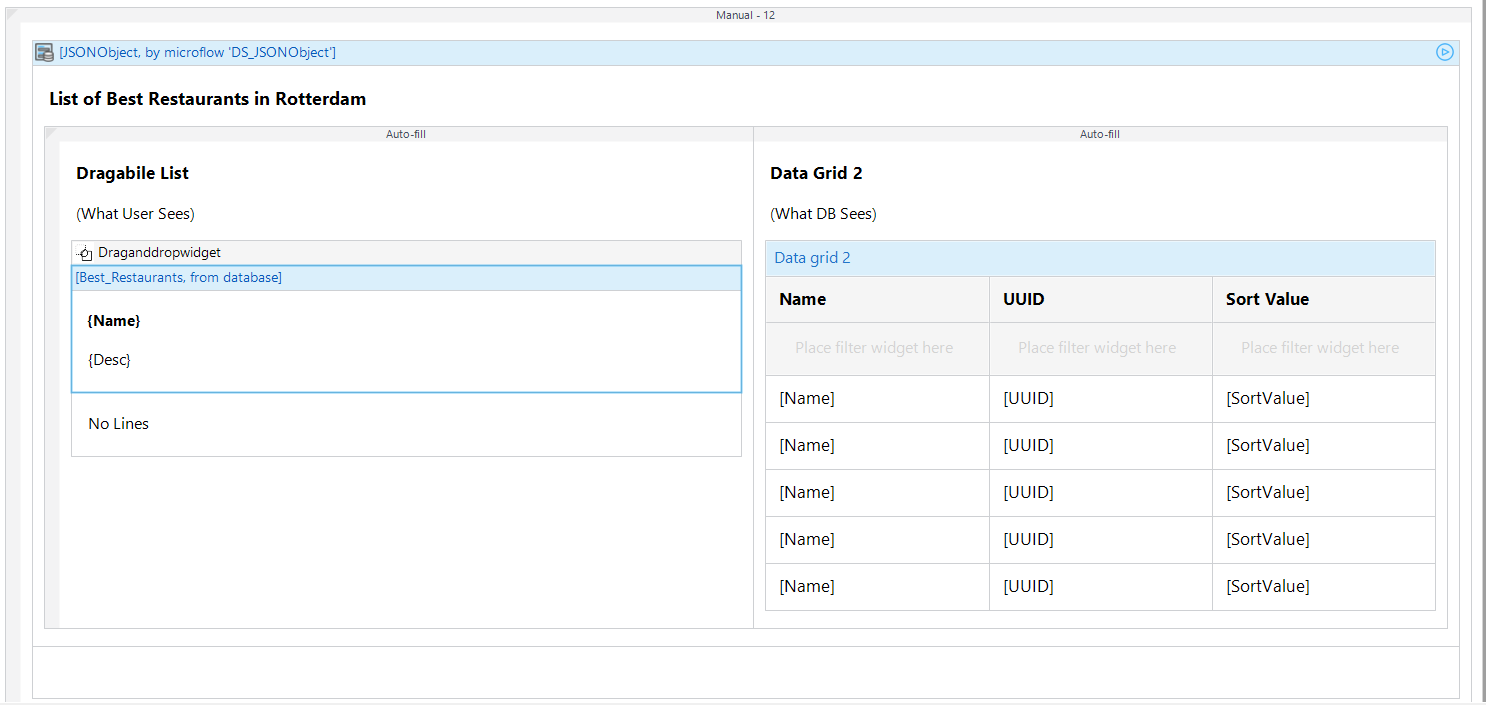 Manual - 12
[JSONObject, by microflow 'DS_JSONObject']
List of Best Restaurants in Rotterdam
Auto-fill
Auto-fill
Dragabile List
(What User Sees)
Draganddropwidget
[Best_Restaurants, from database]
{Name}
{Desc}
No Lines
Data Grid 2
(What DB Sees)
Data grid 2
Name UUID Sort Value
Place filter widget here Place filter widget here Place filter widget here
[Name] [UUID] [SortValue]
[Name] [UUID] [SortValue]
[Name] [UUID] [SortValue]
[Name] [UUID] [SortValue]
[Name] [UUID] [SortValue]